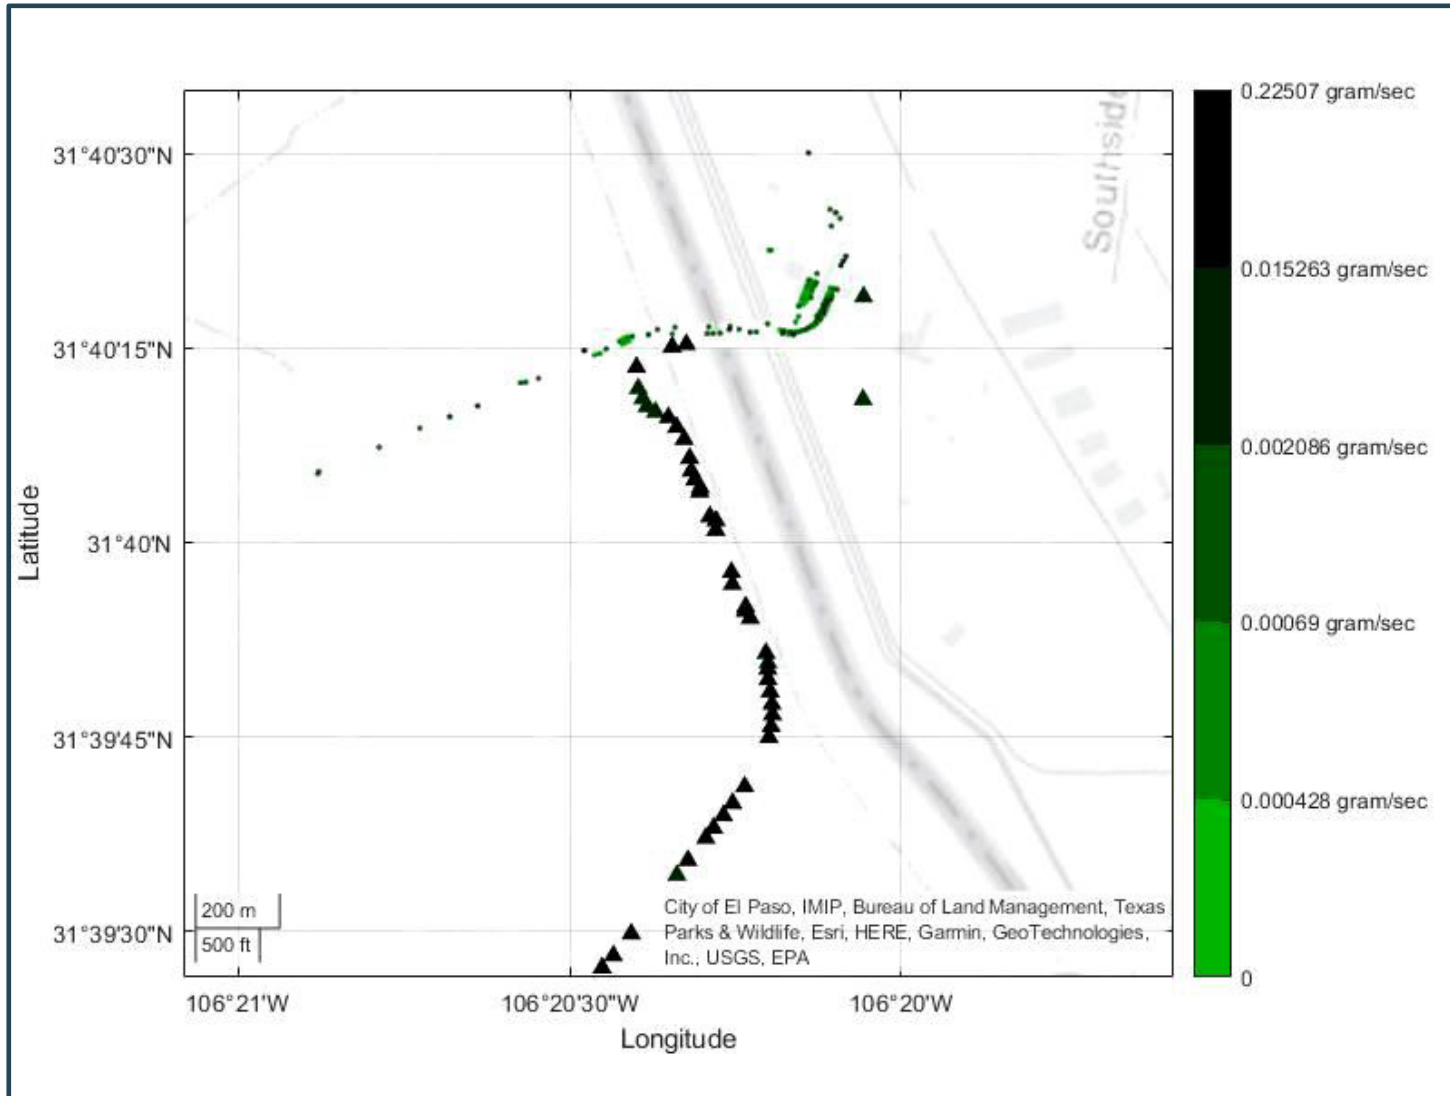 0.22507 gram/sec
31°40'30"N
Southside
0.015263 gram/sec
31°40'15"N
0.002086 gram/sec
Latitude
31°40'N
0.00069 gram/sec
31°39'45"N
0.000428 gram/sec
200 m
500 ft
City of El Paso, IMIP, Bureau of Land Management, Texas
Parks & Wildlife, Esri, HERE, Garmin, GeoTechnologies,
Inc., USGS, EPA
31°39'30"N
0
106°21'W
106°20'30"W
106°20'W
Longitude